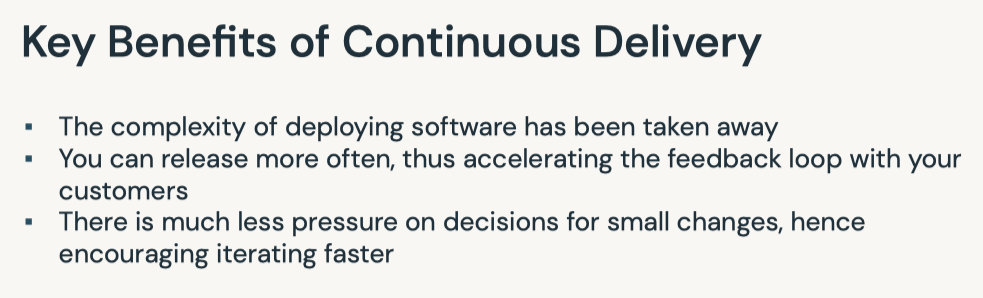 Key Benefits of Continuous Delivery
▪ The complexity of deploying software has been taken away
▪ You can release more often, thus accelerating the feedback loop with your
customers
▪ There is much less pressure on decisions for small changes, hence
encouraging iterating faster